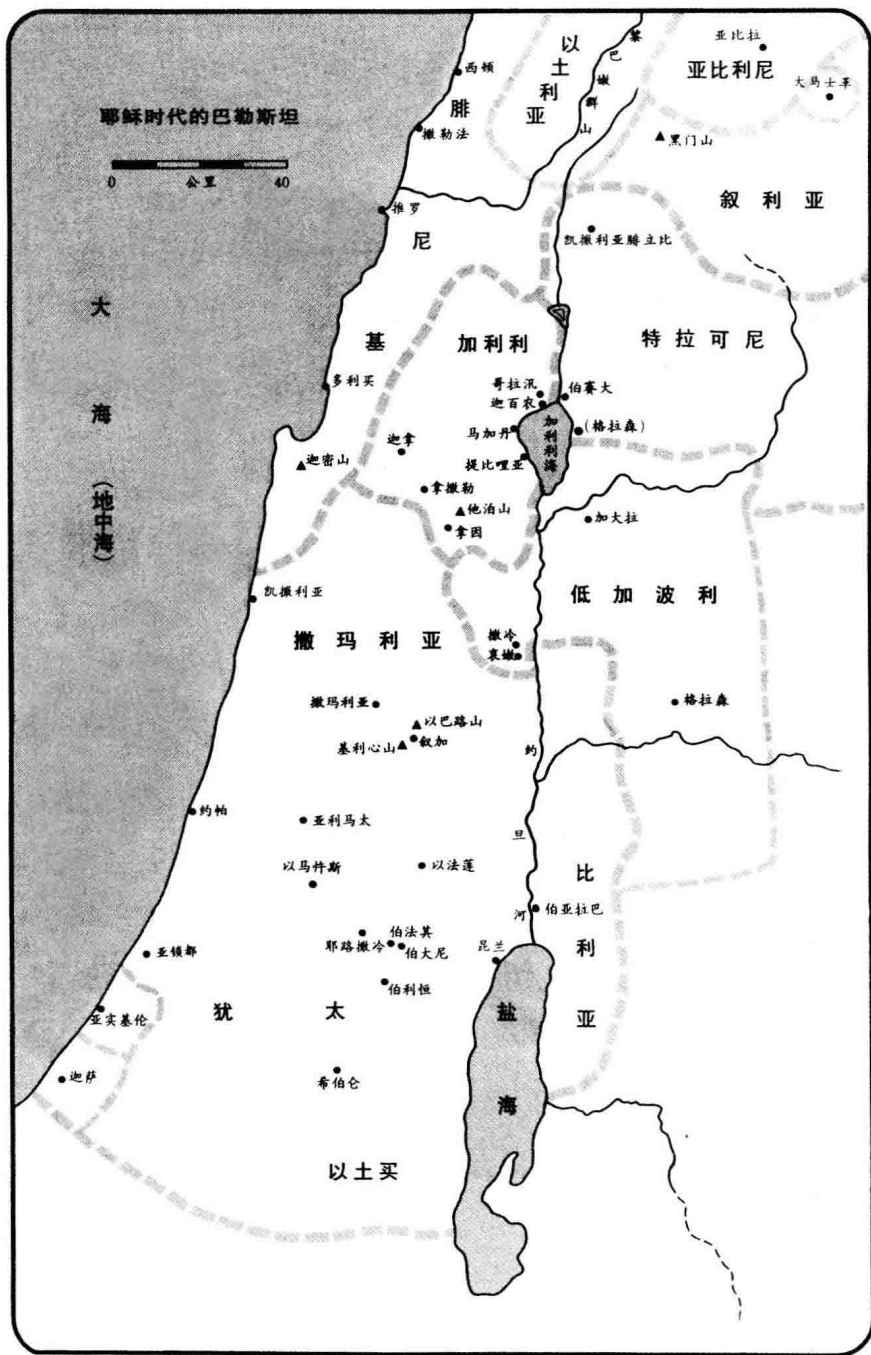 耶稣时代的巴勒斯坦
0 公里 40
大海（地中海）
西顿
腓
撒勒法
以土利亚
黎巴嫩群山
亚比拉
亚比利尼
大马士革
黑门山
叙利亚
推罗
尼
凯撒利亚腓立比
基
加利利
特拉可尼
多利买
哥拉汛
伯赛大
迦百农
马加丹
加利利海
(格拉森)
迦拿
迦密山
提比哩亚
拿撒勒
他泊山
拿因
加大拉
凯撒利亚
低加波利
撒玛利亚
撒冷
哀嫩
撒玛利亚
以巴路山
叙加
基利心山
格拉森
约旦河
约帕
亚利马太
以马忤斯
以法莲
比利亚
伯亚拉巴
伯法其
耶路撒冷
伯大尼
昆兰
亚锁都
伯利恒
亚实基伦
犹太
盐海
迦萨
希伯仑
以土买